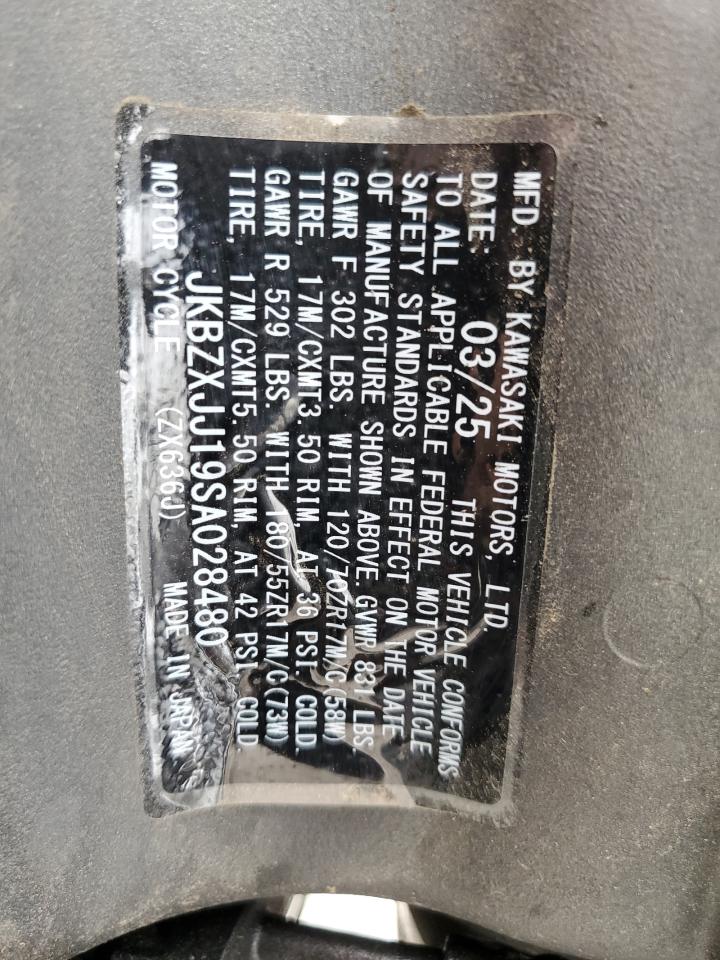 MFD. BY KAWASAKI MOTORS, LTD.
DATE: 03/25 THIS VEHICLE CONFORMS
TO ALL APPLICABLE FEDERAL MOTOR VEHICLE
SAFETY STANDARDS IN EFFECT ON THE DATE
OF MANUFACTURE SHOWN ABOVE. GVWR 831 LBS.
GAWR F 302 LBS. WITH 120/70ZR17M/C(58W)
TIRE, 17M/CXMT3.50 RIM, AT 36 PSI. COLD.
GAWR R 529 LBS. WITH 180/55ZR17M/C(73W)
TIRE, 17M/CXMT5.50 RIM, AT 42 PSI. COLD.
JKBZXJJ19SA028480
MOTOR CYCLE (ZX636J) MADE IN JAPAN